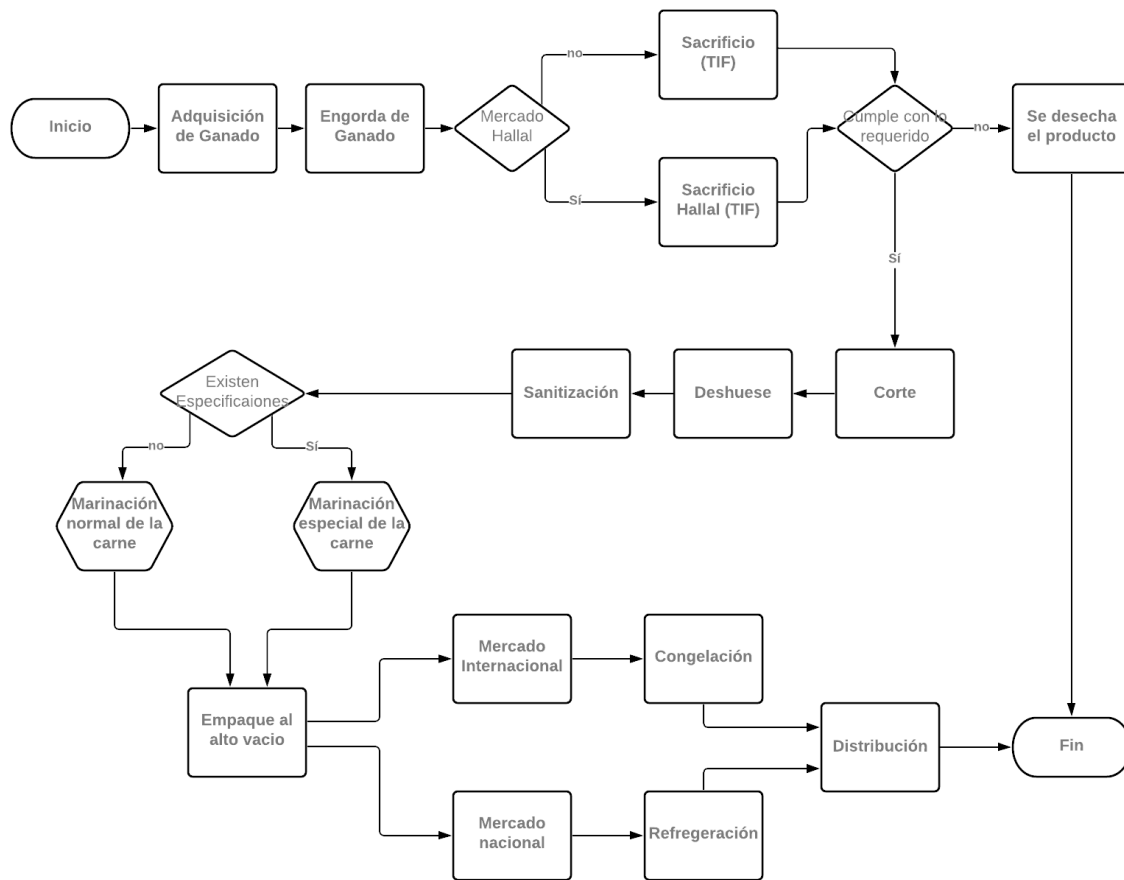 Inicio
Adquisición
de Ganado
Engorda de
Ganado
Mercado
Hallal
no
Sí
Sacrificio
(TIF)
Sacrificio
Hallal (TIF)
Cumple con lo
requerido
no
Se desecha
el producto
Sí
Corte
Deshuese
Sanitización
Existen
Especificaiones
no
Sí
Marinación
normal de la
carne
Marinación
especial de la
carne
Empaque al
alto vacio
Mercado
Internacional
Congelación
Mercado
nacional
Refregeración
Distribución
Fin